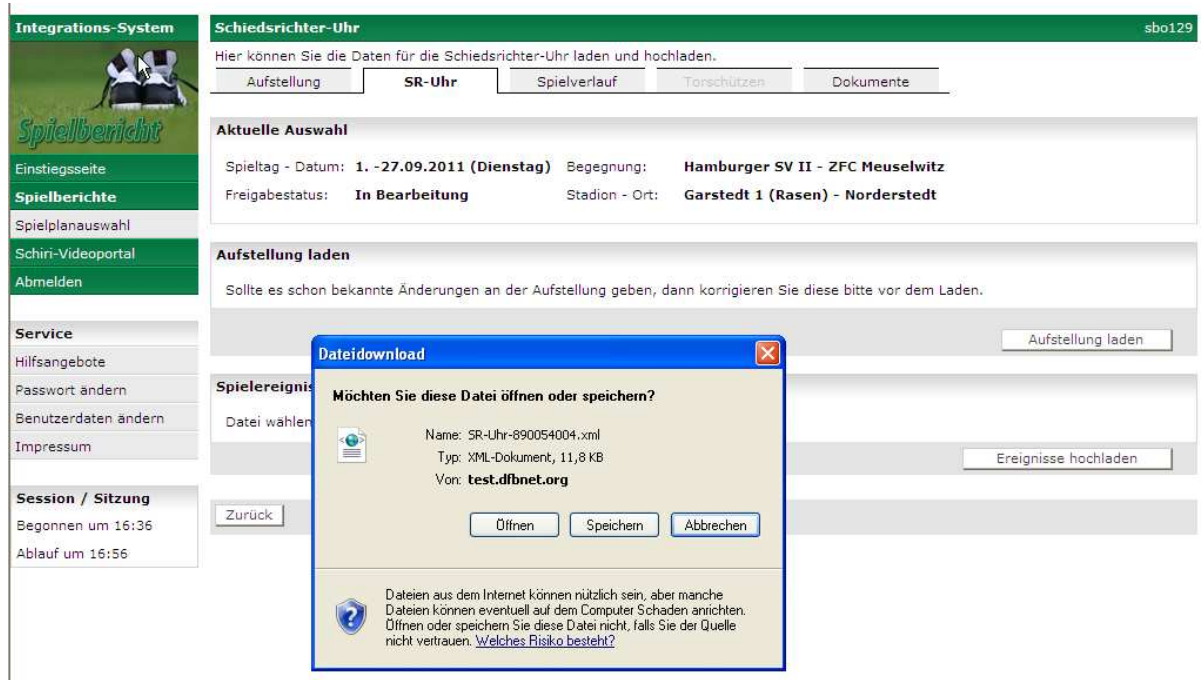 Integrations-System
Spielbericht
Einstiegsseite
Spielberichte
Spielplanauswahl
Schiri-Videoportal
Abmelden
Service
Hilfsangebote
Passwort ändern
Benutzerdaten ändern
Impressum
Session / Sitzung
Begonnen um 16:36
Ablauf um 16:56
Schiedsrichter-Uhr sbo129
Hier können Sie die Daten für die Schiedsrichter-Uhr laden und hochladen.
Aufstellung SR-Uhr Spielverlauf Torschützen Dokumente
Aktuelle Auswahl
Spieltag - Datum: 1. -27.09.2011 (Dienstag) Begegnung: Hamburger SV II - ZFC Meuselwitz
Freigabestatus: In Bearbeitung Stadion - Ort: Garstedt 1 (Rasen) - Norderstedt
Aufstellung laden
Sollte es schon bekannte Änderungen an der Aufstellung geben, dann korrigieren Sie diese bitte vor dem Laden.
Aufstellung laden
Spielereignis
Datei wählen
Ereignisse hochladen
Zurück
Dateidownload
Möchten Sie diese Datei öffnen oder speichern?
Name: SR-Uhr-890054004.xml
Typ: XML-Dokument, 11,8 KB
Von: test.dfbnet.org
Öffnen Speichern Abbrechen
Dateien aus dem Internet können nützlich sein, aber manche
Dateien können eventuell auf dem Computer Schaden anrichten.
Öffnen oder speichern Sie diese Datei nicht, falls Sie der Quelle
nicht vertrauen. Welches Risiko besteht?